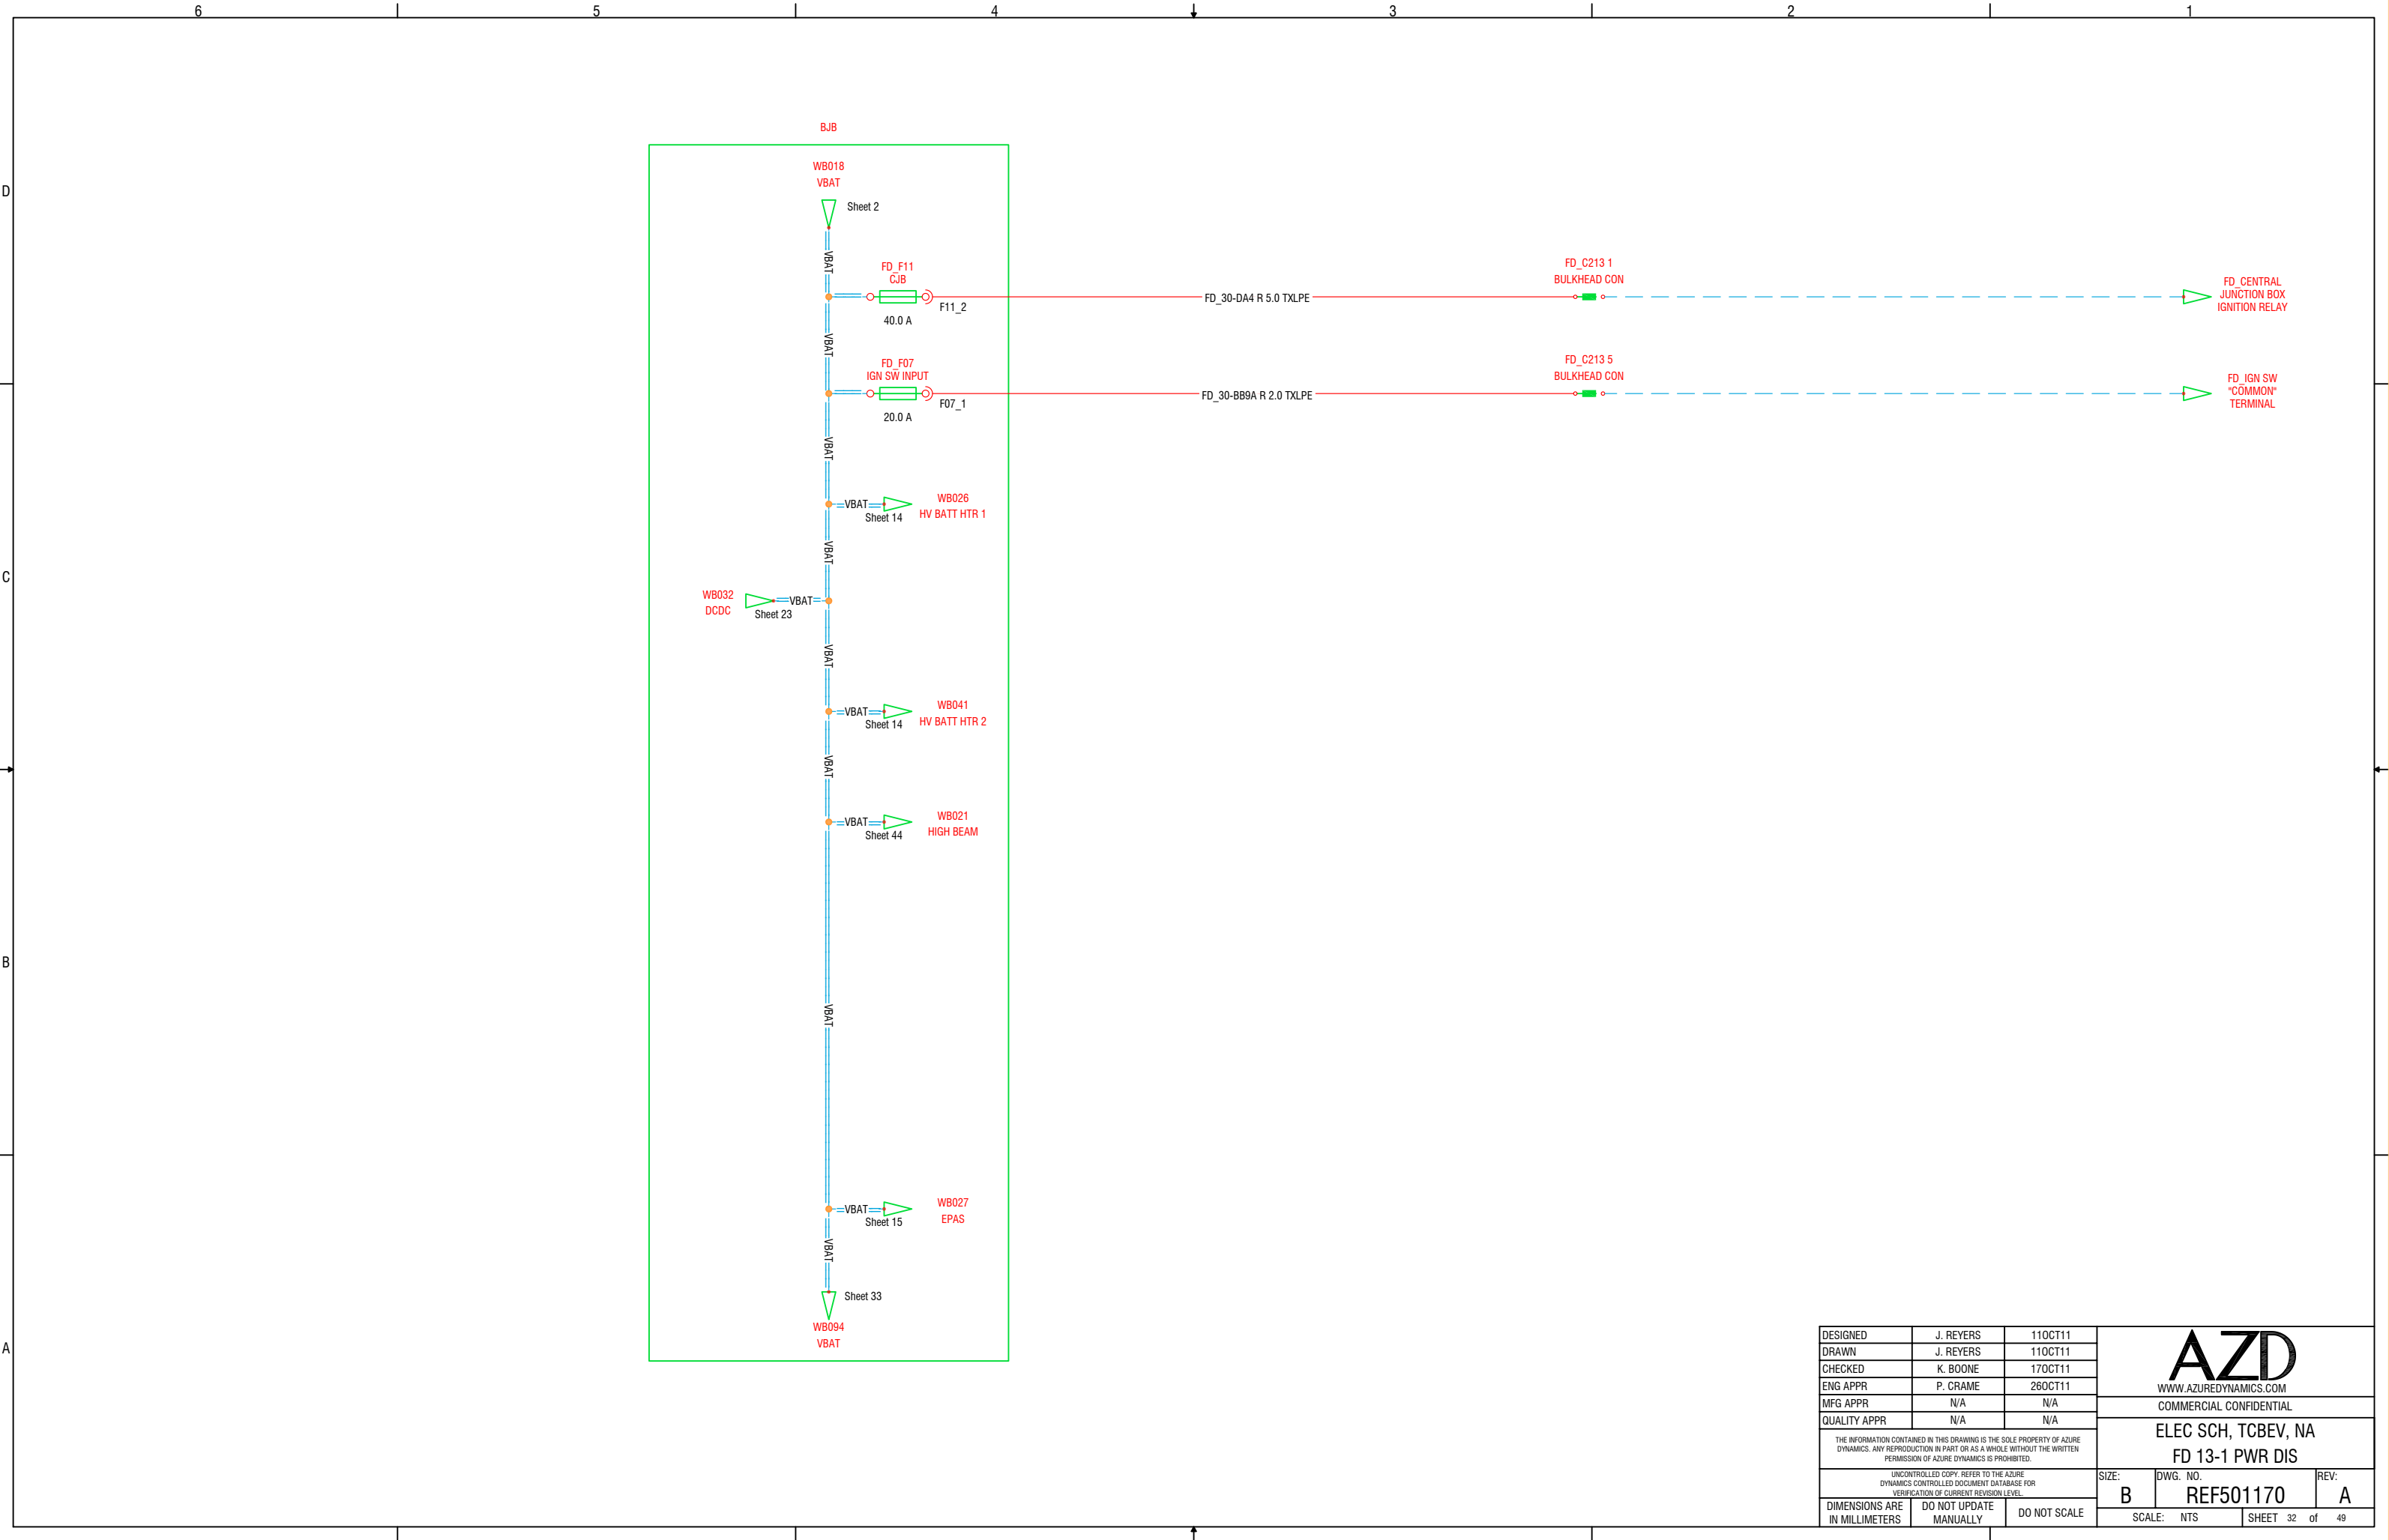 6 5 4 3 2 1
D
C
B
A
BJB
WB018
VBAT
Sheet 2
VBAT
FD_F11
CJB
F11_2
40.0 A
FD_30-DA4 R 5.0 TXLPE
FD_C213 1
BULKHEAD CON
FD_CENTRAL
JUNCTION BOX
IGNITION RELAY
VBAT
FD_F07
IGN SW INPUT
F07_1
20.0 A
FD_30-BB9A R 2.0 TXLPE
FD_C213 5
BULKHEAD CON
FD_IGN SW
"COMMON"
TERMINAL
VBAT
VBAT
Sheet 14
WB026
HV BATT HTR 1
VBAT
WB032
DCDC
VBAT
Sheet 23
VBAT
VBAT
Sheet 14
WB041
HV BATT HTR 2
VBAT
VBAT
Sheet 44
WB021
HIGH BEAM
VBAT
VBAT
Sheet 15
WB027
EPAS
VBAT
Sheet 33
WB094
VBAT
DESIGNED J. REYERS 11OCT11
DRAWN J. REYERS 11OCT11
CHECKED K. BOONE 17OCT11
ENG APPR P. CRAME 26OCT11
MFG APPR N/A N/A
QUALITY APPR N/A N/A
THE INFORMATION CONTAINED IN THIS DRAWING IS THE SOLE PROPERTY OF AZURE
DYNAMICS. ANY REPRODUCTION IN PART OR AS A WHOLE WITHOUT THE WRITTEN
PERMISSION OF AZURE DYNAMICS IS PROHIBITED.
UNCONTROLLED COPY. REFER TO THE AZURE
DYNAMICS CONTROLLED DOCUMENT DATABASE FOR
VERIFICATION OF CURRENT REVISION LEVEL.
DIMENSIONS ARE
IN MILLIMETERS
DO NOT UPDATE
MANUALLY
DO NOT SCALE
AZD
WWW.AZUREDYNAMICS.COM
COMMERCIAL CONFIDENTIAL
ELEC SCH, TCBEV, NA
FD 13-1 PWR DIS
SIZE: DWG. NO. REV:
B REF501170 A
SCALE: NTS SHEET 32 of 49